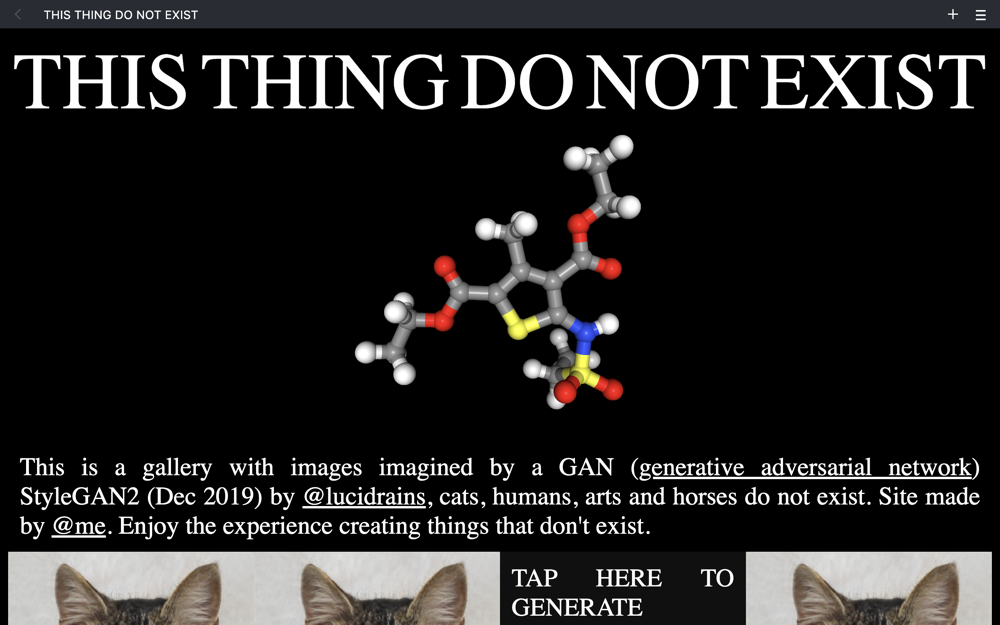 THIS THING DO NOT EXIST
THIS THING DO NOT EXIST
This is a gallery with images imagined by a GAN (generative adversarial network)
StyleGAN2 (Dec 2019) by @lucidrains, cats, humans, arts and horses do not exist. Site made
by @me. Enjoy the experience creating things that don't exist.
TAP HERE TO
GENERATE